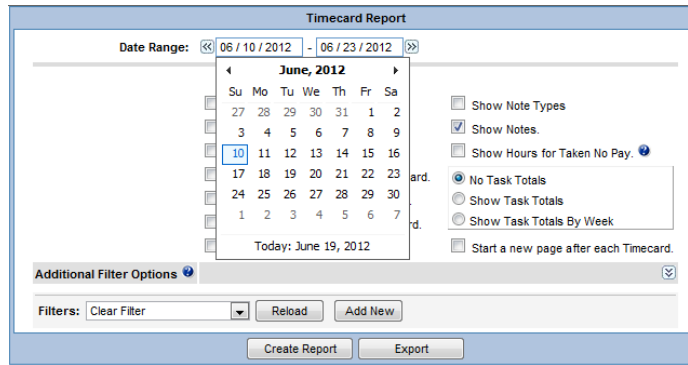 Timecard Report
Date Range: 06 / 10 / 2012 - 06 / 23 / 2012
June, 2012
Su Mo Tu We Th Fr Sa
27 28 29 30 31 1 2
3 4 5 6 7 8 9
10 11 12 13 14 15 16
17 18 19 20 21 22 23
24 25 26 27 28 29 30
1 2 3 4 5 6 7
Today: June 19, 2012
ard.
rd.
Show Note Types
Show Notes.
Show Hours for Taken No Pay.
No Task Totals
Show Task Totals
Show Task Totals By Week
Start a new page after each Timecard.
Additional Filter Options
Filters: Clear Filter Reload Add New
Create Report Export